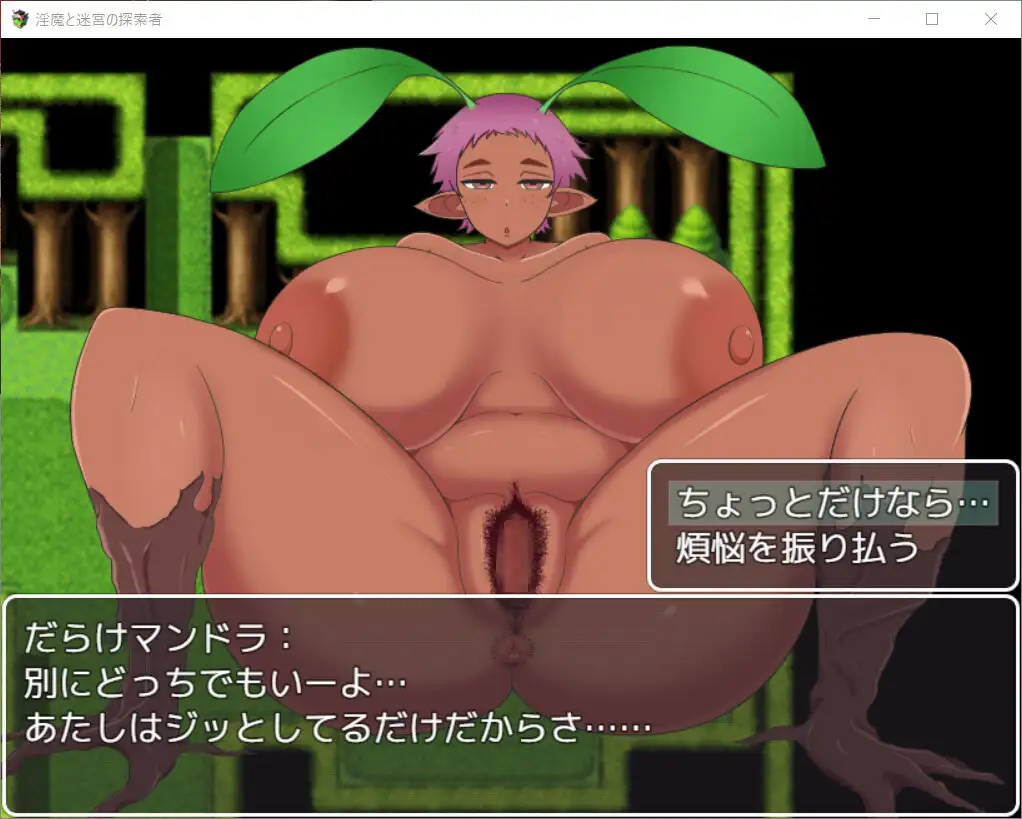 淫魔と迷宮の探索者
ちょっとだけなら…
煩悩を振り払う
だらけマンドラ：
別にどっちでもいーよ…
あたしはジッとしてるだけだからさ……